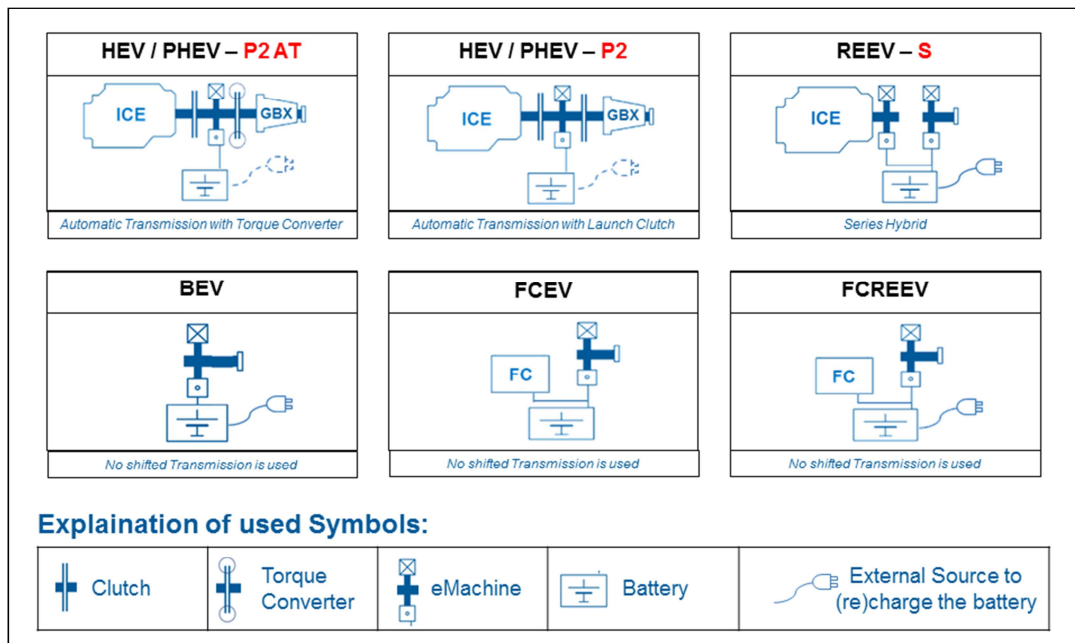 HEV / PHEV – P2 AT
HEV / PHEV – P2
REEV – S
ICE
GBX
ICE
GBX
ICE
Automatic Transmission with Torque Converter
Automatic Transmission with Launch Clutch
Series Hybrid
BEV
FCEV
FCREEV
FC
FC
No shifted Transmission is used
No shifted Transmission is used
No shifted Transmission is used
Explaination of used Symbols:
Clutch
Torque
Converter
eMachine
Battery
External Source to
(re)charge the battery